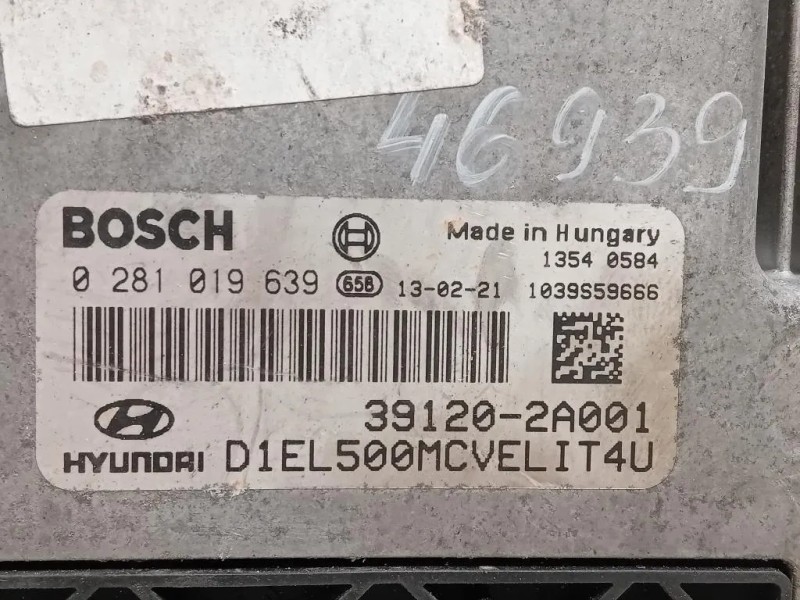 46939
BOSCH
Made in Hungary
1354 0584
0 281 019 639 658 13-02-21 1039S59666
39120-2A001
HYUNDAI D1EL500MCVELIT4U